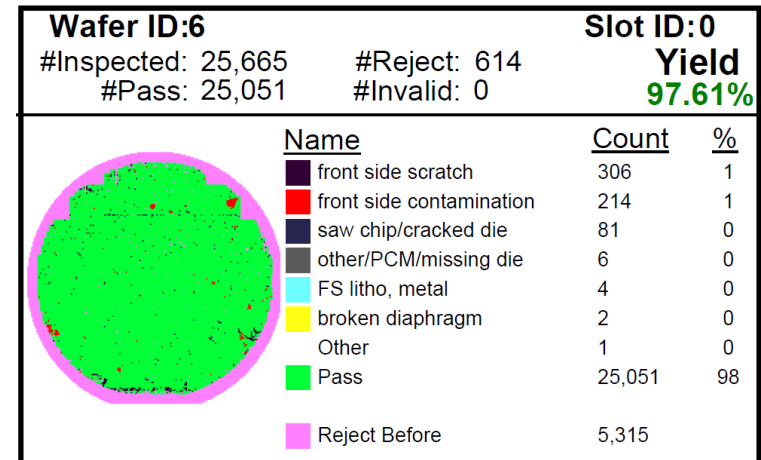 Wafer ID:6 Slot ID:0
#Inspected: 25,665 #Reject: 614 Yield
#Pass: 25,051 #Invalid: 0 97.61%
Name Count %
front side scratch 306 1
front side contamination 214 1
saw chip/cracked die 81 0
other/PCM/missing die 6 0
FS litho, metal 4 0
broken diaphragm 2 0
Other 1 0
Pass 25,051 98
Reject Before 5,315